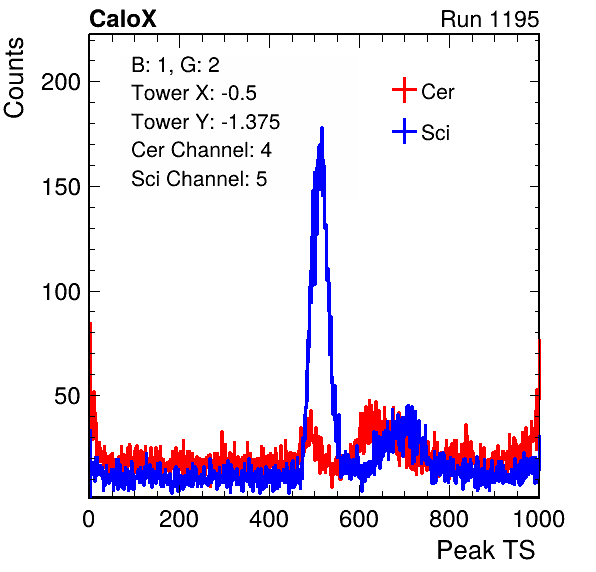 CaloX Run 1195
Counts
B: 1, G: 2
Tower X: -0.5
Tower Y: -1.375
Cer Channel: 4
Sci Channel: 5
Cer
Sci
200
150
100
50
0 200 400 600 800 1000
Peak TS